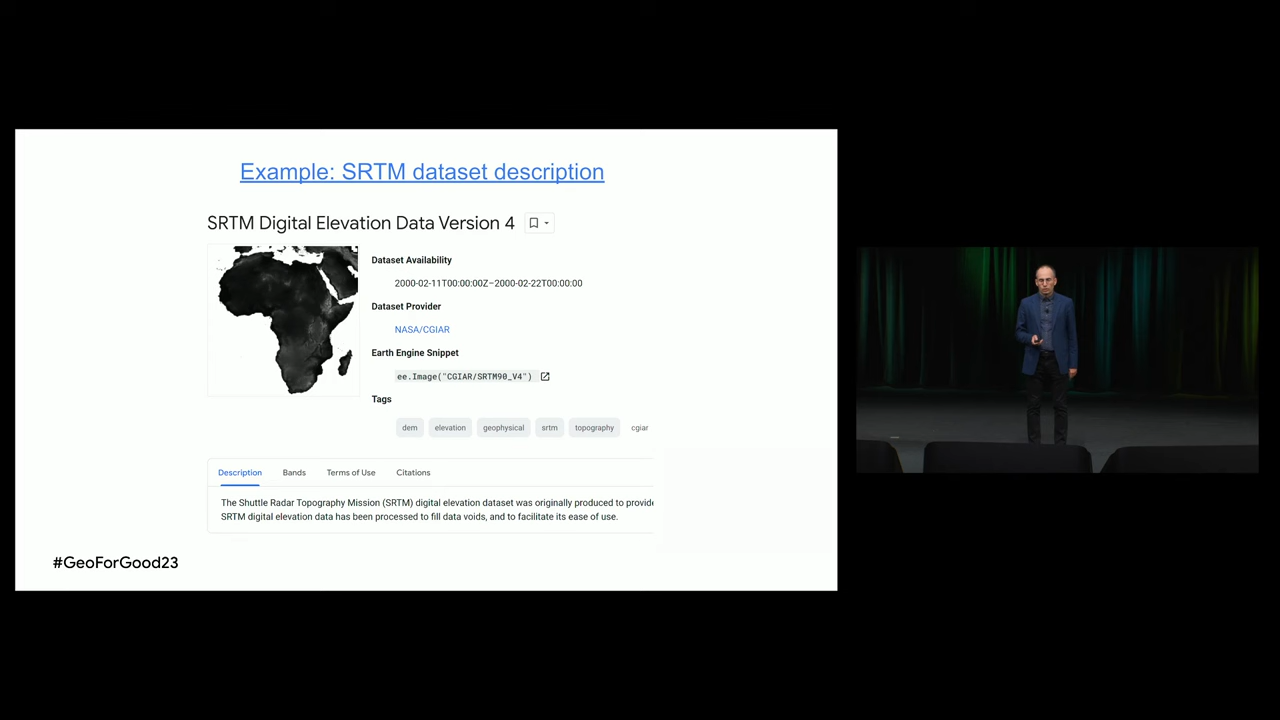 Example: SRTM dataset description
SRTM Digital Elevation Data Version 4
Dataset Availability
2000-02-11T00:00:00Z–2000-02-22T00:00:00
Dataset Provider
NASA/CGIAR
Earth Engine Snippet
ee.Image("CGIAR/SRTM90_V4")
Tags
dem elevation geophysical srtm topography cgiar
Description Bands Terms of Use Citations
The Shuttle Radar Topography Mission (SRTM) digital elevation dataset was originally produced to provide
SRTM digital elevation data has been processed to fill data voids, and to facilitate its ease of use.
#GeoForGood23